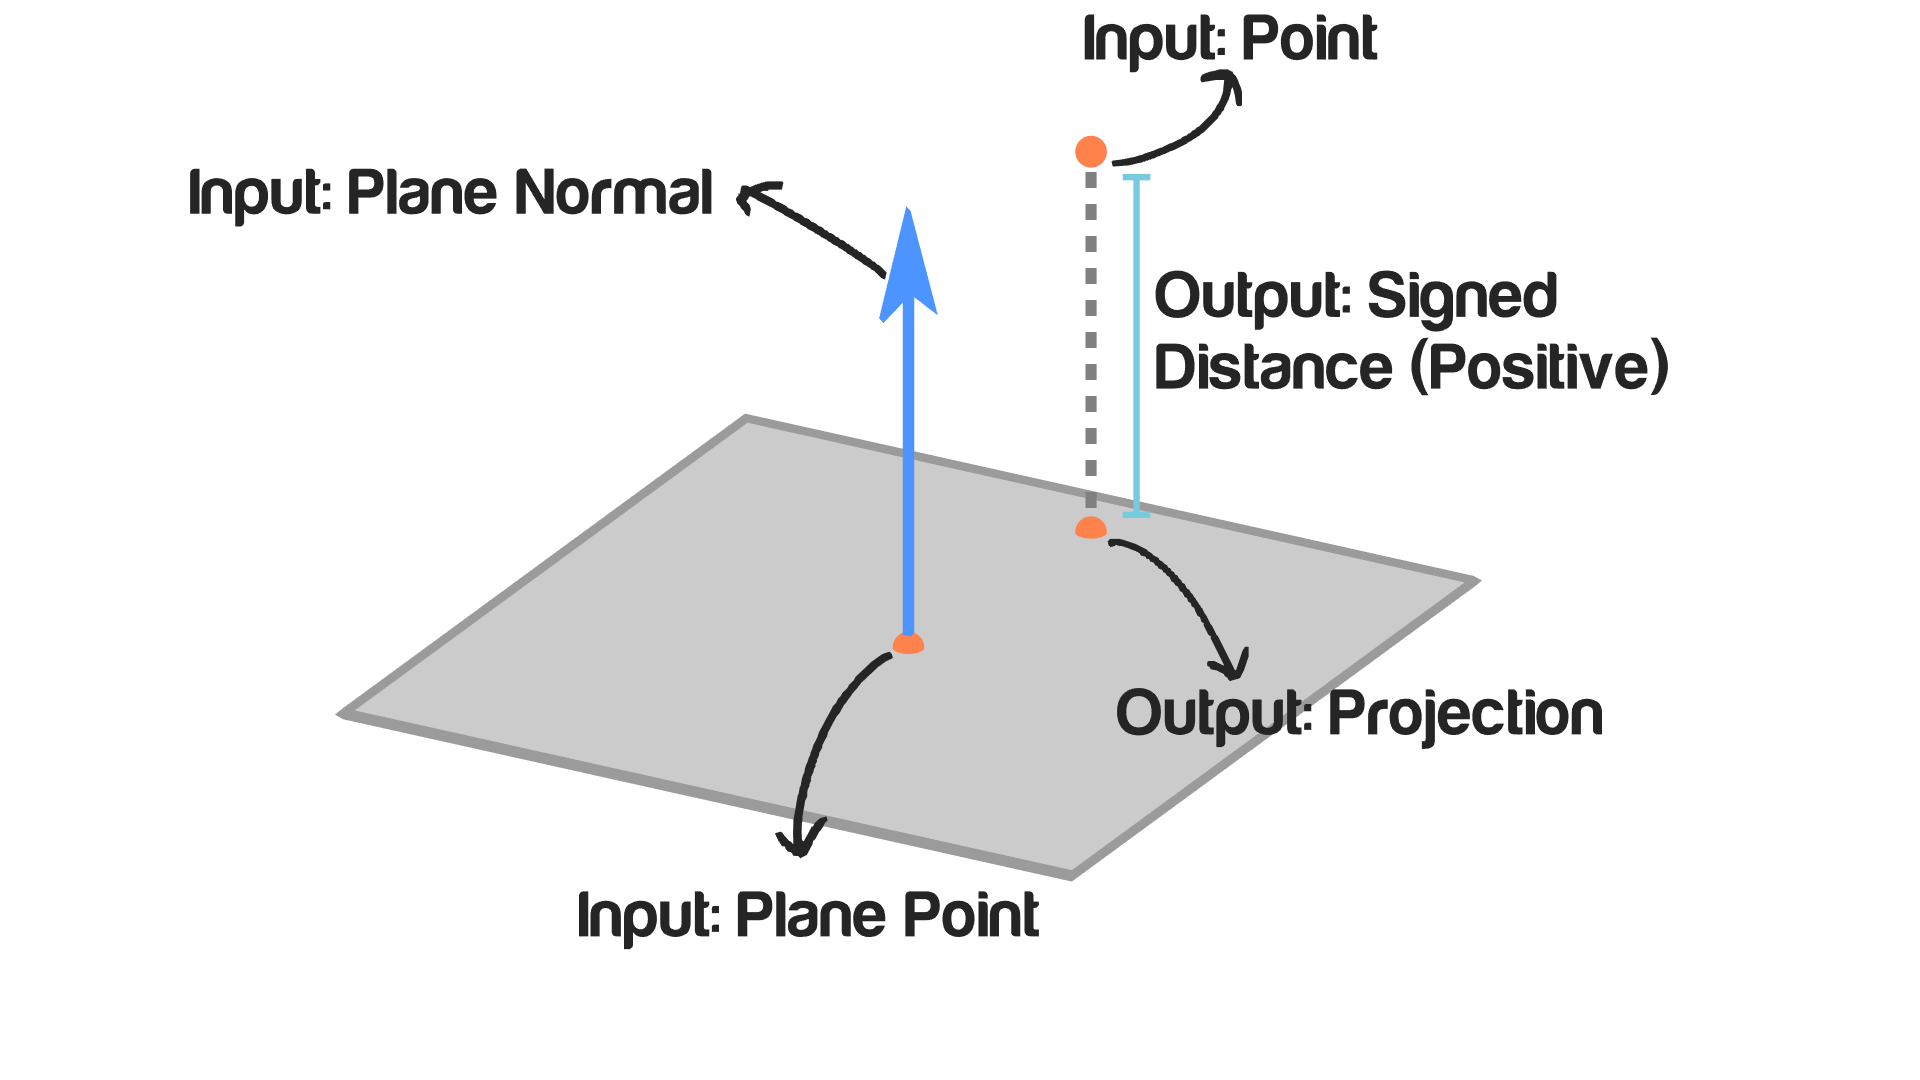 Input: Point
Input: Plane Normal
Output: Signed
Distance (Positive)
Output: Projection
Input: Plane Point